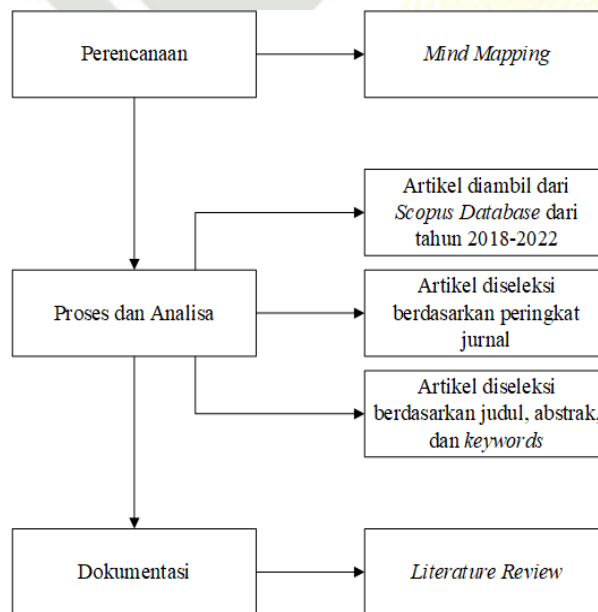 Perencanaan
Mind Mapping
Artikel diambil dari
Scopus Database dari
tahun 2018-2022
Proses dan Analisa
Artikel diseleksi
berdasarkan peringkat
jurnal
Artikel diseleksi
berdasarkan judul, abstrak,
dan keywords
Dokumentasi
Literature Review